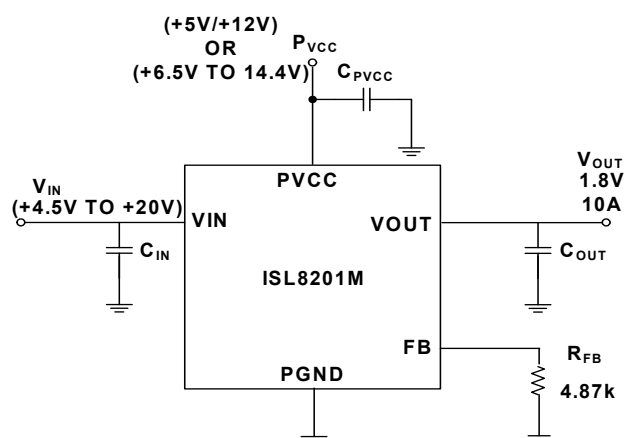 (+5V/+12V)
OR
(+6.5V TO 14.4V)
PVCC
CPVCC
VIN
(+4.5V TO +20V)
CIN
PVCC
VIN
VOUT
ISL8201M
FB
PGND
VOUT
1.8V
10A
COUT
RFB
4.87k